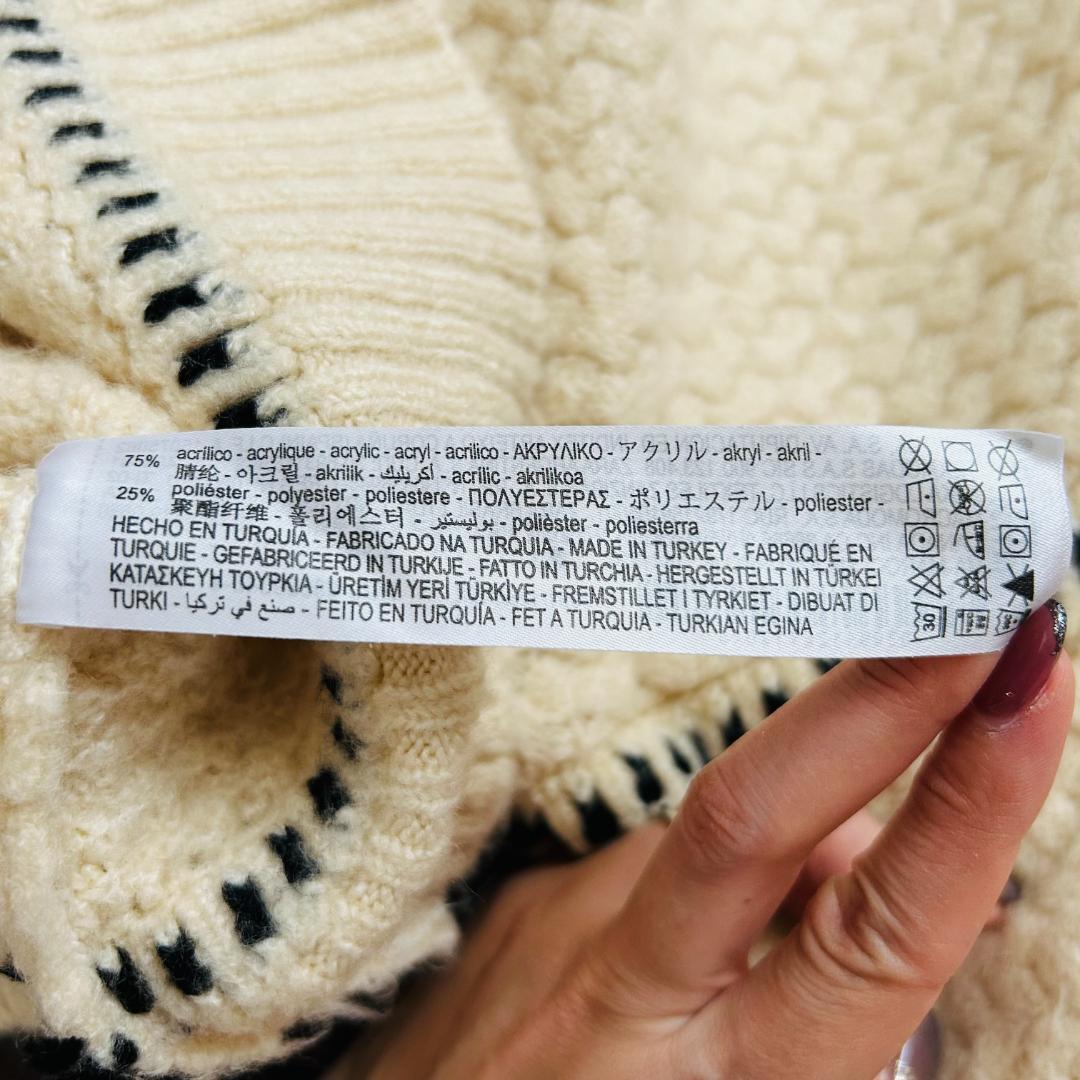 75% acrílico - acrylique - acrylic - acryl - acrilico - ΑΚΡΥΛΙΚΟ - アクリル - akryl - akril -
腈纶 - 아크릴 - akrilik - أكريليك - acrílic - akrilikoa
25% poliéster - polyester - poliestere - ΠΟΛΥΕΣΤΕΡΑΣ - ポリエステル - poliester -
聚酯纤维 - 폴리에스터 - بوليستير - polièster - poliesterra
HECHO EN TURQUÍA - FABRICADO NA TURQUIA - MADE IN TURKEY - FABRIQUÉ EN
TURQUIE - GEFABRICEERD IN TURKIJE - FATTO IN TURCHIA - HERGESTELLT IN TÜRKEI
ΚΑΤΑΣΚΕΥΗ ΤΟΥΡΚΙΑ - ÜRETİM YERİ TÜRKİYE - FREMSTILLET I TYRKIET - DIBUAT DI
TURKI - صنع في تركيا - FEITO EN TURQUÍA - FET A TURQUIA - TURKIAN EGINA
30